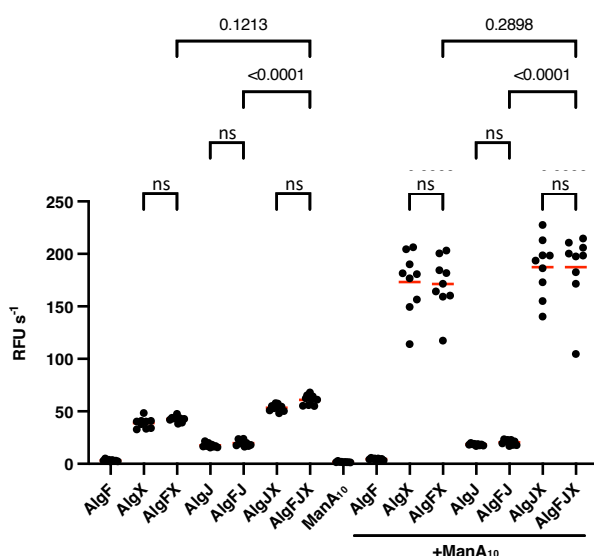 0.1213
0.2898
<0.0001
<0.0001
ns
ns
ns
ns
ns
ns
250
200
150
100
50
0
RFU s⁻¹
AlgF
AlgX
AlgFX
AlgJ
AlgFJ
AlgJX
AlgFJX
ManA₁₀
AlgF
AlgX
AlgFX
AlgJ
AlgFJ
AlgJX
AlgFJX
+ManA₁₀